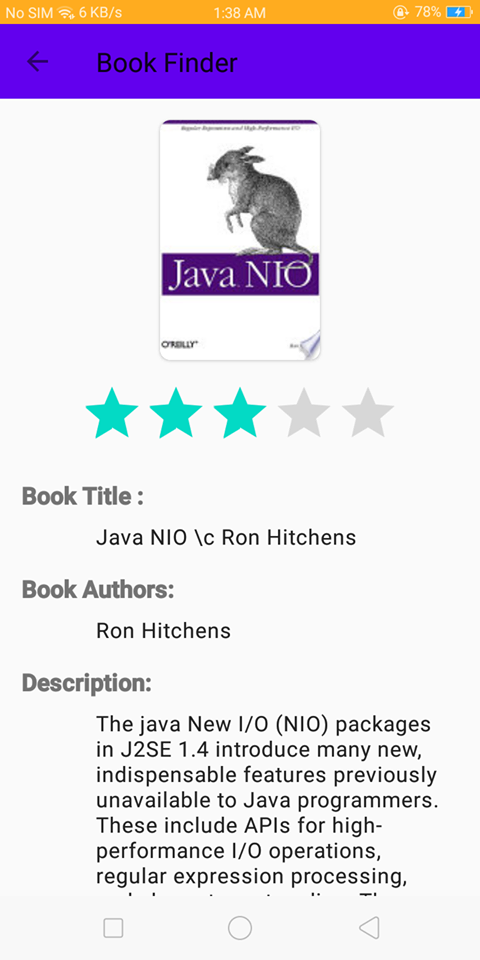 No SIM 6 KB/s 1:38 AM 78%
Book Finder
Regular Expressions and High-Performance I/O
Java NIO
O'REILLY
Book Title :
Java NIO \c Ron Hitchens
Book Authors:
Ron Hitchens
Description:
The java New I/O (NIO) packages
in J2SE 1.4 introduce many new,
indispensable features previously
unavailable to Java programmers.
These include APIs for high-
performance I/O operations,
regular expression processing,